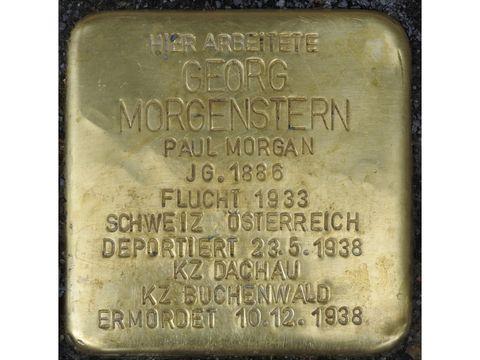 HIER ARBEITETE
GEORG
MORGENSTERN
PAUL MORGAN
JG. 1886
FLUCHT 1933
SCHWEIZ ÖSTERREICH
DEPORTIERT 23.5.1938
KZ DACHAU
KZ BUCHENWALD
ERMORDET 10.12.1938